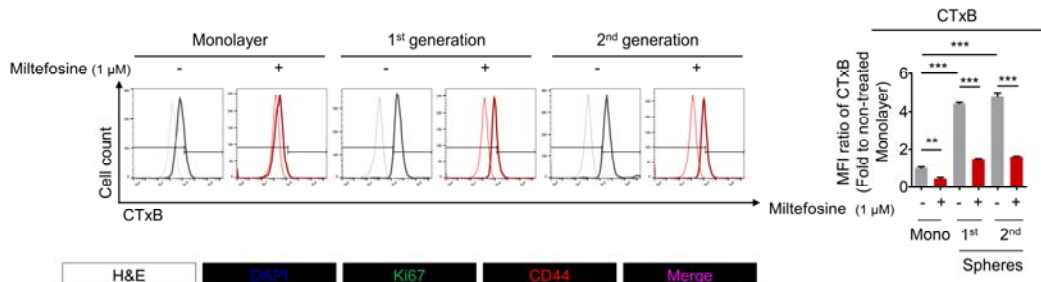 CTxB
Monolayer
1st generation
2nd generation
Miltefosine (1 μM)
- + - + - +
Cell count
CTxB
MFI ratio of CTxB
(Fold to non-treated
Monolayer)
6
4
2
0
***
***
***
***
**
Miltefosine (1 μM)
- + - + - +
Mono 1st 2nd
Spheres
H&E
DAPI
Ki67
CD44
Merge